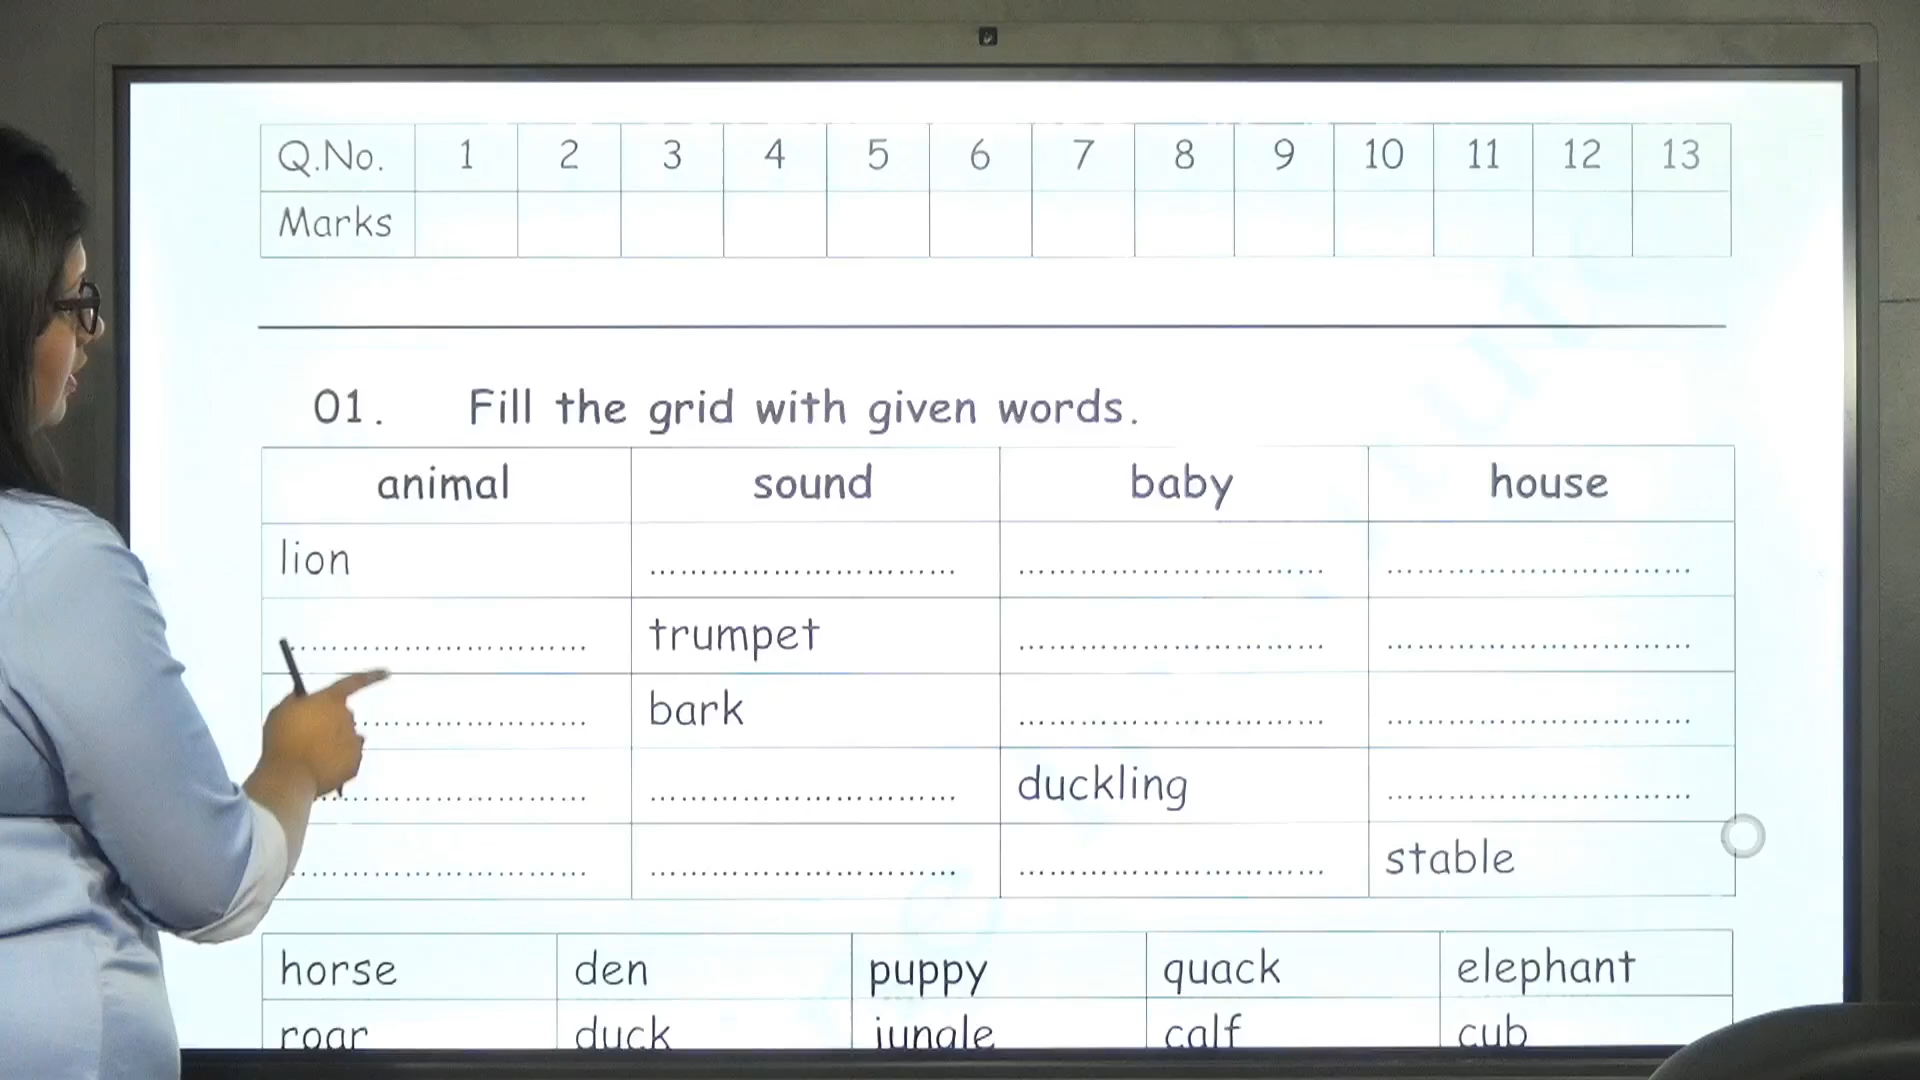 Q.No. 1 2 3 4 5 6 7 8 9 10 11 12 13
Marks
01. Fill the grid with given words.
animal sound baby house
lion ............................. ............................. .............................
............................. trumpet ............................. .............................
............................. bark ............................. .............................
............................. ............................. duckling .............................
............................. ............................. ............................. stable
horse den puppy quack elephant
roar duck jungle calf cub